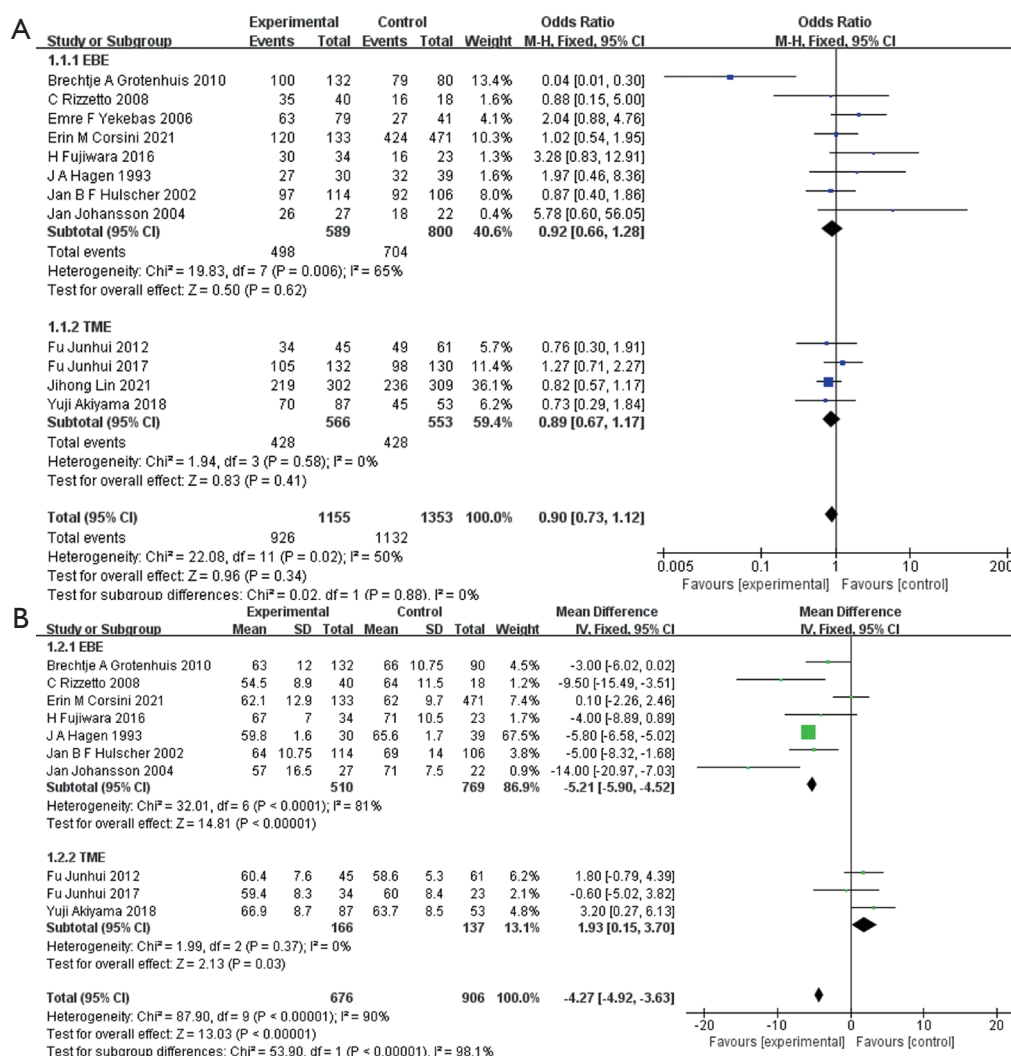 A
Experimental Control Odds Ratio Odds Ratio
Study or Subgroup Events Total Events Total Weight M-H, Fixed, 95% CI M-H, Fixed, 95% CI
1.1.1 EBE
Brechtje A Grotenhuis 2010 100 132 79 80 13.4% 0.04 [0.01, 0.30]
C Rizzetto 2008 35 40 16 18 1.6% 0.88 [0.15, 5.00]
Emre F Yekebas 2006 63 79 27 41 5.1% 2.04 [0.88, 4.76]
Erin M Corsini 2021 120 133 424 471 10.3% 1.02 [0.54, 1.95]
H Fujiwara 2016 30 34 16 23 1.3% 3.28 [0.83, 12.91]
J A Hagen 1993 27 30 32 39 1.6% 1.97 [0.46, 8.36]
Jan B F Hulscher 2002 97 114 92 106 8.0% 0.87 [0.40, 1.86]
Jan Johansson 2004 26 27 18 22 0.4% 5.78 [0.60, 56.05]
Subtotal (95% CI) 589 800 40.6% 0.92 [0.66, 1.28]
Total events 498 704
Heterogeneity: Chi² = 19.83, df = 7 (P = 0.006); I² = 65%
Test for overall effect: Z = 0.50 (P = 0.62)
1.1.2 TME
Fu Junhui 2012 34 45 49 61 5.7% 0.76 [0.30, 1.91]
Fu Junhui 2017 105 132 98 130 11.4% 1.27 [0.71, 2.27]
Jihong Lin 2021 219 302 236 309 36.1% 0.82 [0.57, 1.17]
Yuji Akiyama 2018 70 87 45 53 6.2% 0.73 [0.29, 1.84]
Subtotal (95% CI) 566 553 59.4% 0.89 [0.67, 1.17]
Total events 428 428
Heterogeneity: Chi² = 1.94, df = 3 (P = 0.58); I² = 0%
Test for overall effect: Z = 0.83 (P = 0.41)
Total (95% CI) 1155 1353 100.0% 0.90 [0.73, 1.12]
Total events 926 1132
Heterogeneity: Chi² = 22.08, df = 11 (P = 0.02); I² = 50%
Test for overall effect: Z = 0.96 (P = 0.34)
Test for subgroup differences: Chi² = 0.02, df = 1 (P = 0.88), I² = 0%
0.005 0.1 1 10 200
Favours [experimental] Favours [control]
B
Experimental Control Mean Difference Mean Difference
Study or Subgroup Mean SD Total Mean SD Total Weight IV, Fixed, 95% CI IV, Fixed, 95% CI
1.2.1 EBE
Brechtje A Grotenhuis 2010 63 12 132 66 10.75 90 4.5% -3.00 [-6.02, 0.02]
C Rizzetto 2008 54.5 8.9 40 64 11.5 18 1.2% -9.50 [-15.49, -3.51]
Erin M Corsini 2021 62.1 12.9 133 62 9.7 471 7.4% 0.10 [-2.26, 2.46]
H Fujiwara 2016 67 7 34 71 10.5 23 1.7% -4.00 [-8.89, 0.89]
J A Hagen 1993 59.8 1.6 30 65.6 1.7 39 67.5% -5.80 [-6.58, -5.02]
Jan B F Hulscher 2002 64 10.75 114 69 14 106 3.8% -5.00 [-8.32, -1.68]
Jan Johansson 2004 57 16.5 27 71 7.5 22 0.9% -14.00 [-20.97, -7.03]
Subtotal (95% CI) 510 769 86.9% -5.21 [-5.90, -4.52]
Heterogeneity: Chi² = 32.01, df = 6 (P < 0.0001); I² = 81%
Test for overall effect: Z = 14.81 (P < 0.00001)
1.2.2 TME
Fu Junhui 2012 60.4 7.6 45 58.6 5.3 61 6.2% 1.80 [-0.79, 4.39]
Fu Junhui 2017 59.4 8.3 34 60 8.4 23 2.1% -0.60 [-5.02, 3.82]
Yuji Akiyama 2018 66.9 8.7 87 63.7 8.5 53 4.8% 3.20 [0.27, 6.13]
Subtotal (95% CI) 166 137 13.1% 1.93 [0.15, 3.70]
Heterogeneity: Chi² = 1.99, df = 2 (P = 0.37); I² = 0%
Test for overall effect: Z = 2.13 (P = 0.03)
Total (95% CI) 676 906 100.0% -4.27 [-4.92, -3.63]
Heterogeneity: Chi² = 87.90, df = 9 (P < 0.00001); I² = 90%
Test for overall effect: Z = 13.03 (P < 0.00001)
Test for subgroup differences: Chi² = 53.90, df = 1 (P < 0.00001), I² = 98.1%
-20 -10 0 10 20
Favours [experimental] Favours [control]